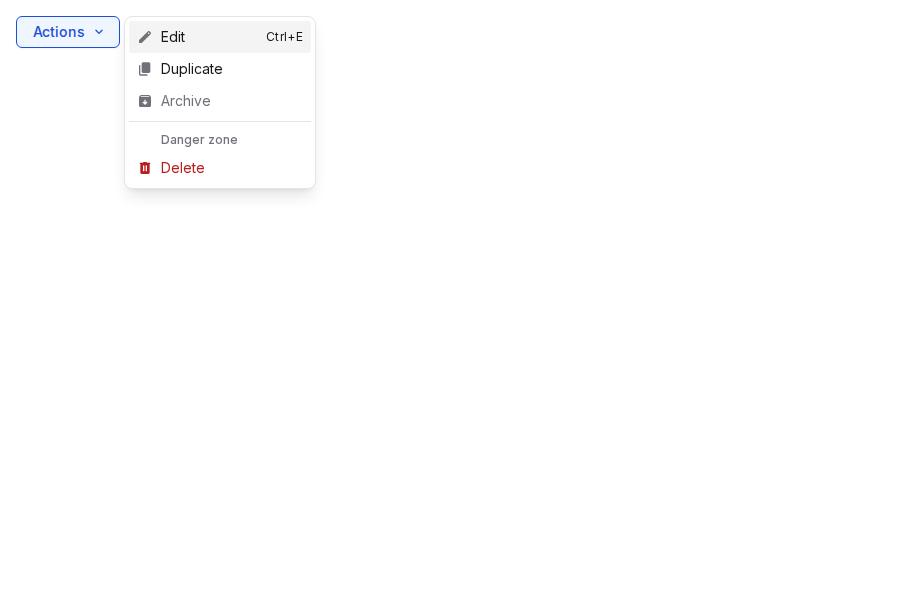 Actions
Edit Ctrl+E
Duplicate
Archive
Danger zone
Delete